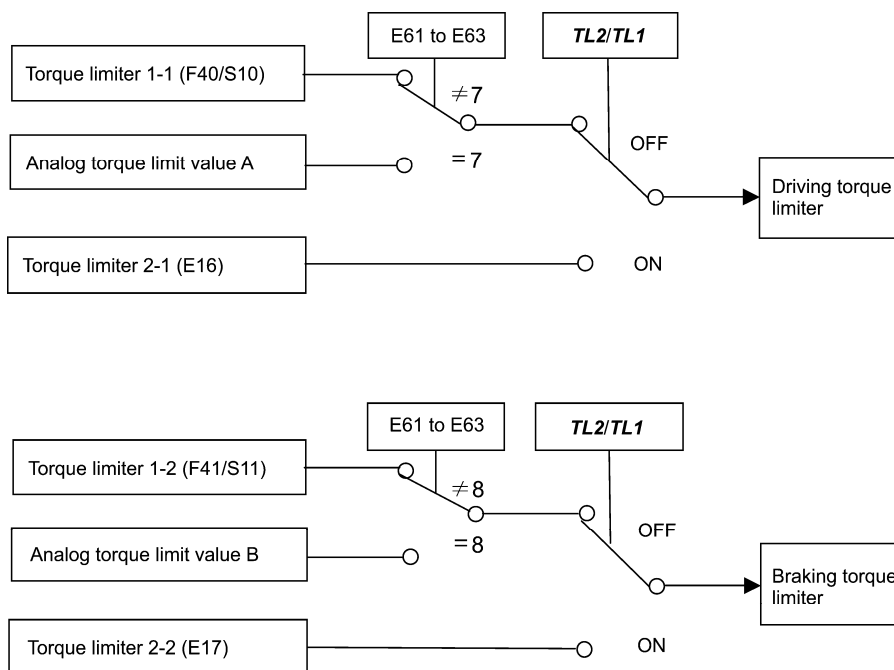 E61 to E63
TL2/TL1
Torque limiter 1-1 (F40/S10)
≠7
Analog torque limit value A
=7
OFF
Driving torque
limiter
Torque limiter 2-1 (E16)
ON
E61 to E63
TL2/TL1
Torque limiter 1-2 (F41/S11)
≠8
OFF
Analog torque limit value B
=8
Braking torque
limiter
Torque limiter 2-2 (E17)
ON